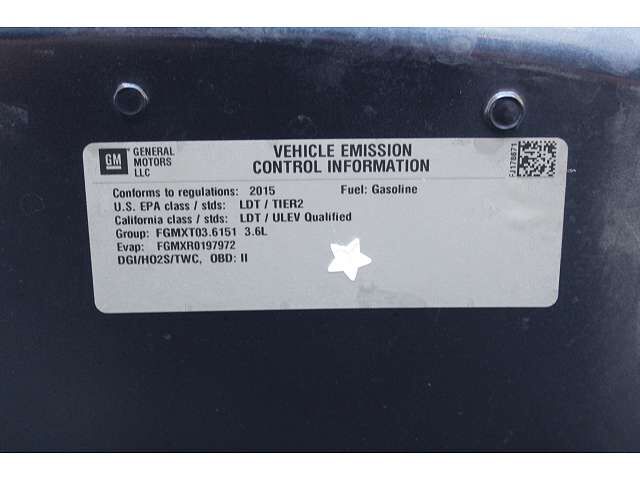 GM
GENERAL
MOTORS
LLC
VEHICLE EMISSION
CONTROL INFORMATION
FJ178671
Conforms to regulations: 2015 Fuel: Gasoline
U.S. EPA class / stds: LDT / TIER2
California class / stds: LDT / ULEV Qualified
Group: FGMXT03.6151 3.6L
Evap: FGMXR0197972
DGI/HO2S/TWC, OBD: II